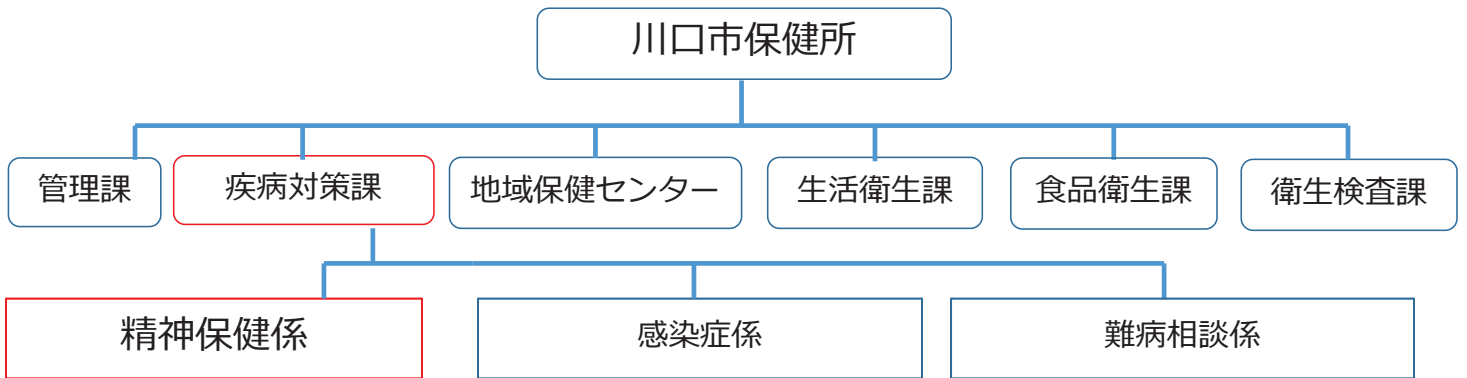 川口市保健所
管理課
疾病対策課
地域保健センター
生活衛生課
食品衛生課
衛生検査課
精神保健係
感染症係
難病相談係